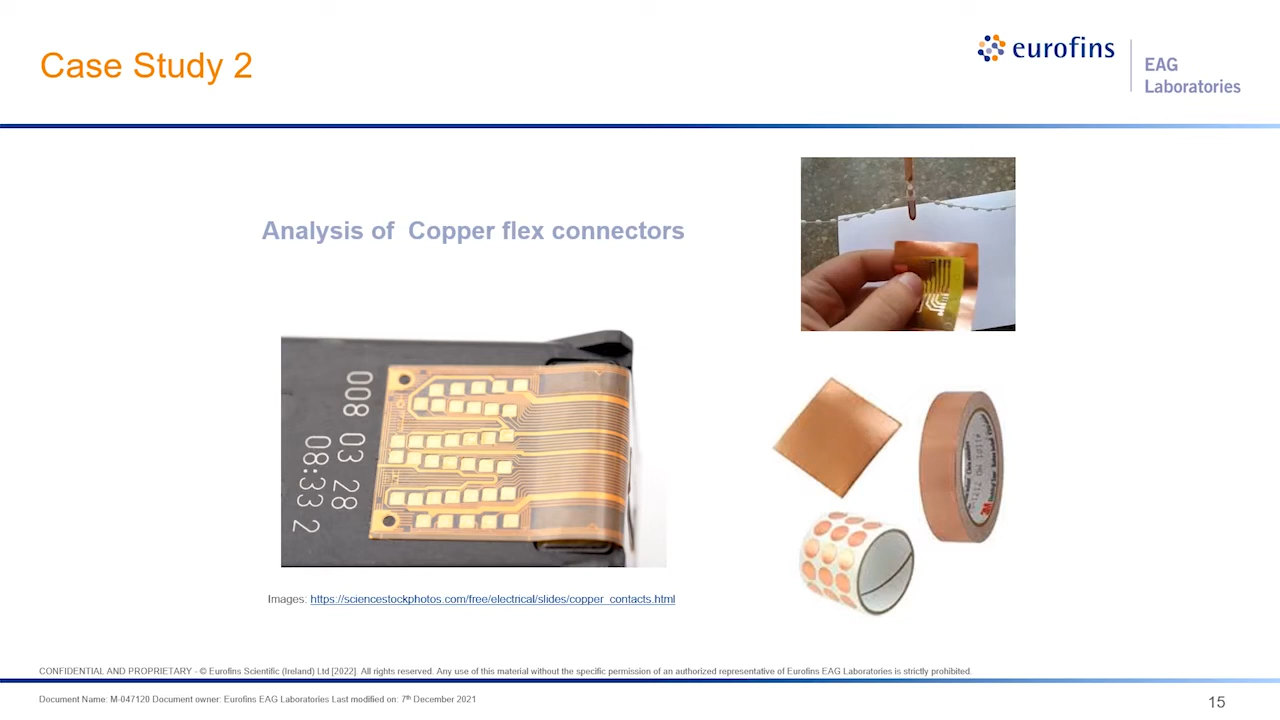 Case Study 2
eurofins
EAG
Laboratories
Analysis of Copper flex connectors
008 03 28
08:33 2
3M
Images: https://sciencestockphotos.com/free/electrical/slides/copper_contacts.html
CONFIDENTIAL AND PROPRIETARY - © Eurofins Scientific (Ireland) Ltd [2022]. All rights reserved. Any use of this material without the specific permission of an authorized representative of Eurofins EAG Laboratories is strictly prohibited.
Document Name: M-047120 Document owner: Eurofins EAG Laboratories Last modified on: 7th December 2021
15